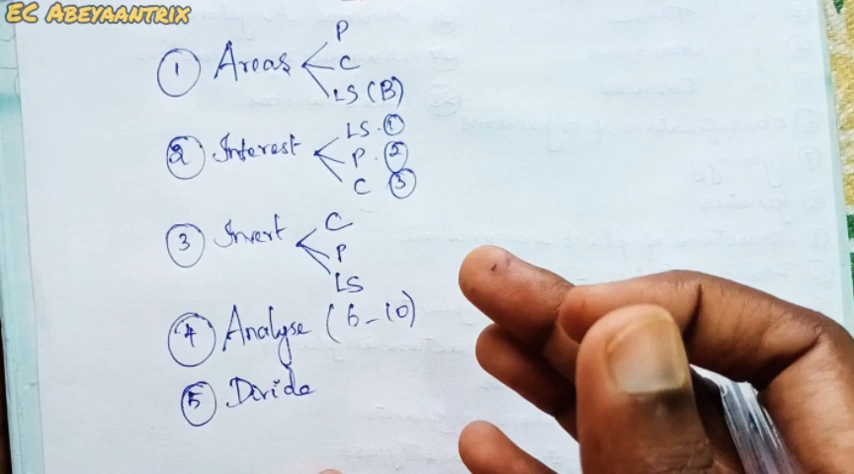 EC ABEYAANTRIX
P
① Areas C
LS (B)
LS . ①
② Interest P . ②
C ③
C
③ Invert P
LS
④ Analyse (6-10)
⑤ Divide